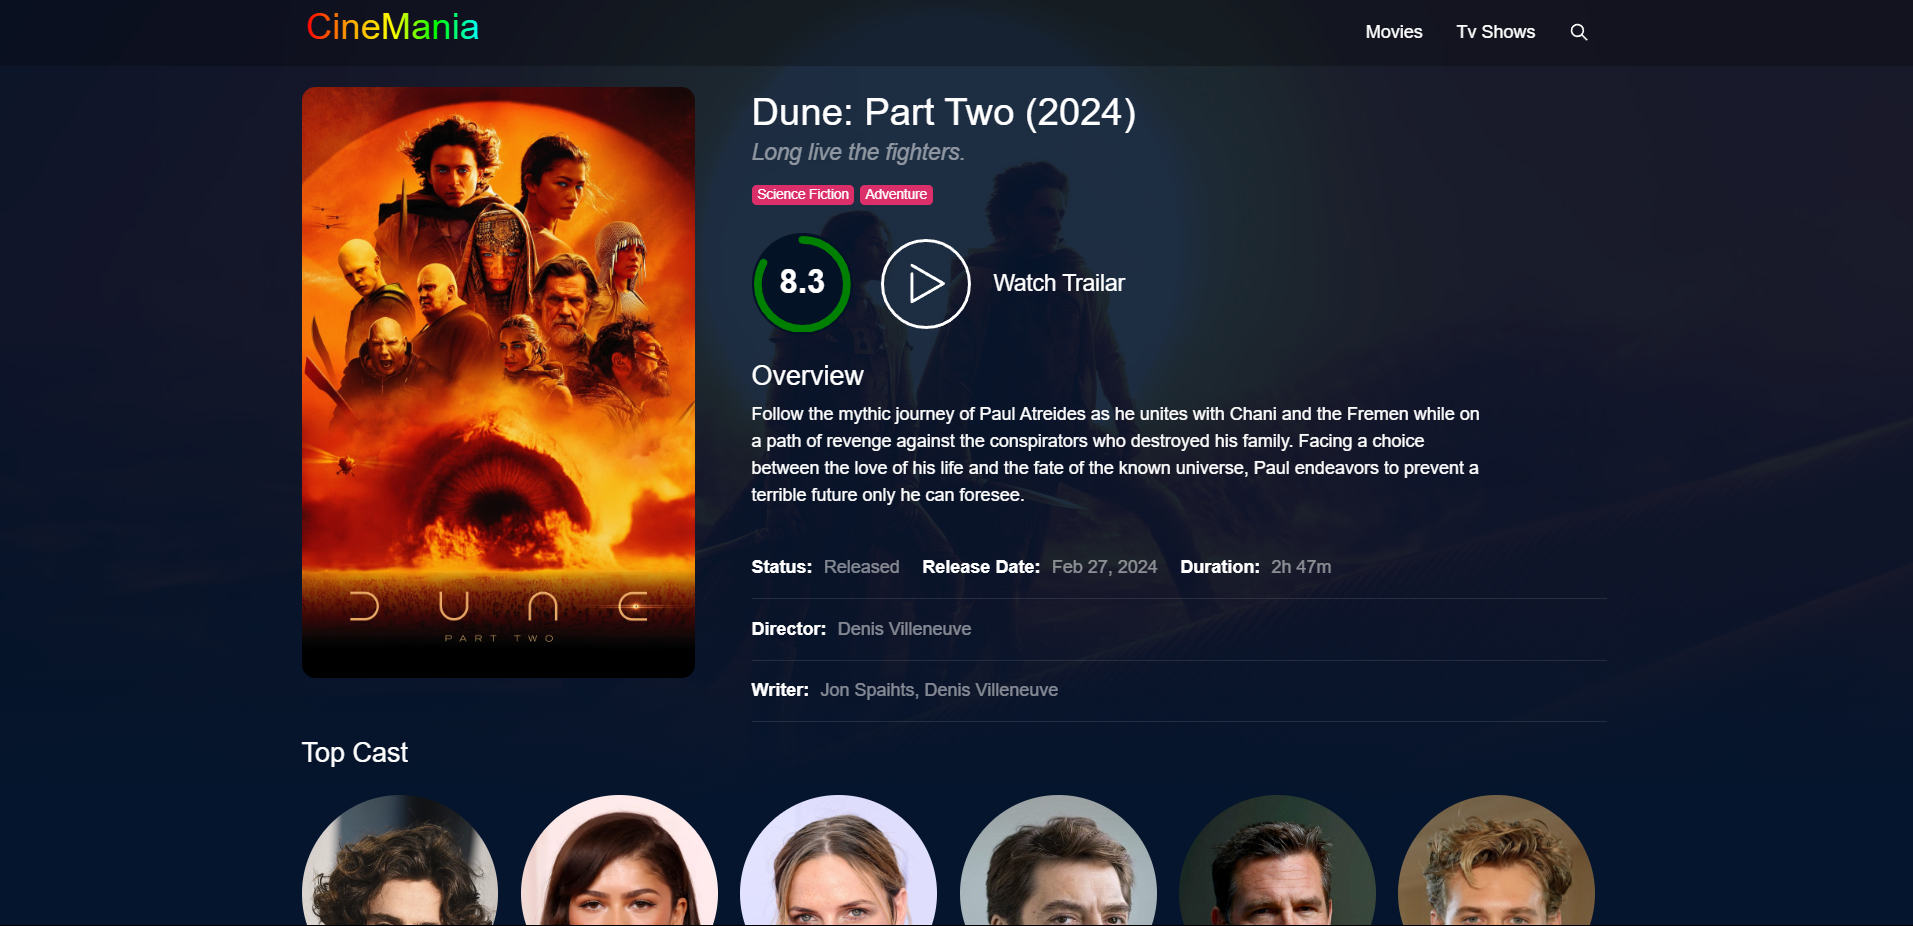 CineMania
Movies
Tv Shows
Dune: Part Two (2024)
Long live the fighters.
Science Fiction
Adventure
8.3
Watch Trailar
Overview
Follow the mythic journey of Paul Atreides as he unites with Chani and the Fremen while on
a path of revenge against the conspirators who destroyed his family. Facing a choice
between the love of his life and the fate of the known universe, Paul endeavors to prevent a
terrible future only he can foresee.
Status: Released Release Date: Feb 27, 2024 Duration: 2h 47m
Director: Denis Villeneuve
Writer: Jon Spaihts, Denis Villeneuve
DUNE
PART TWO
Top Cast